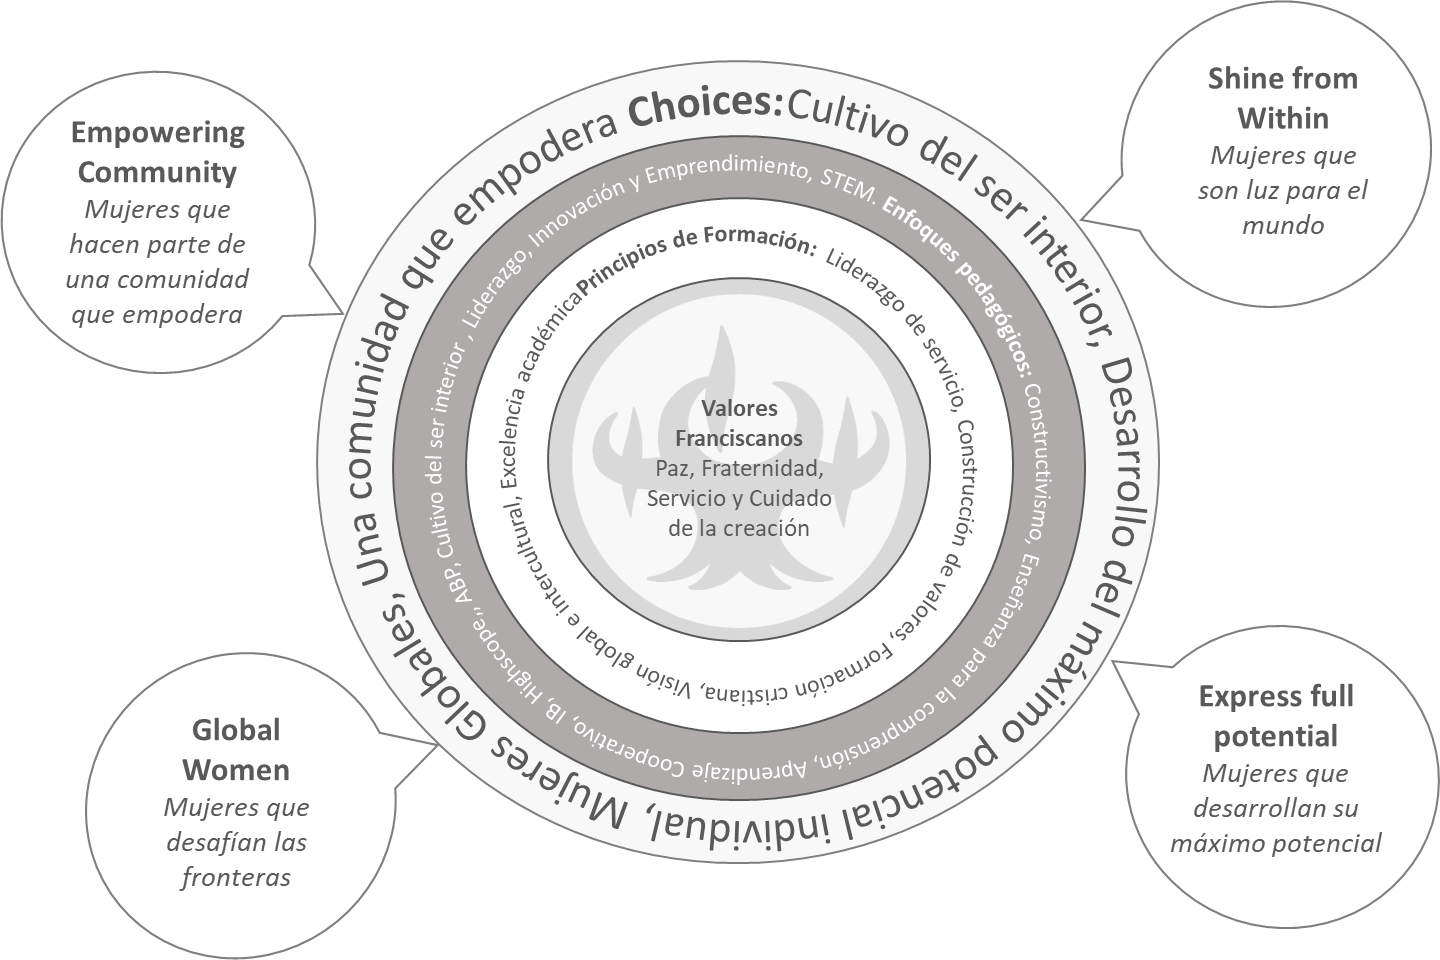 Empowering
Community
Mujeres que
hacen parte de
una comunidad
que empodera
Shine from
Within
Mujeres que
son luz para el
mundo
Choices:Cultivo del ser interior, Desarrollo del máximo potencial individual, Mujeres Globales, Una comunidad que empodera
Enfoques pedagógicos: Constructivismo, Enseñanza para la comprensión, Aprendizaje Cooperativo, IB, Highscope,, ABP, Cultivo del ser interior , Liderazgo, Innovación y Emprendimiento, STEM.
Principios de Formación: Liderazgo de servicio, Construcción de valores, Formación cristiana, Visión global e intercultural, Excelencia académica
Valores
Franciscanos
Paz, Fraternidad,
Servicio y Cuidado
de la creación
Global
Women
Mujeres que
desafían las
fronteras
Express full
potential
Mujeres que
desarrollan su
máximo potencial